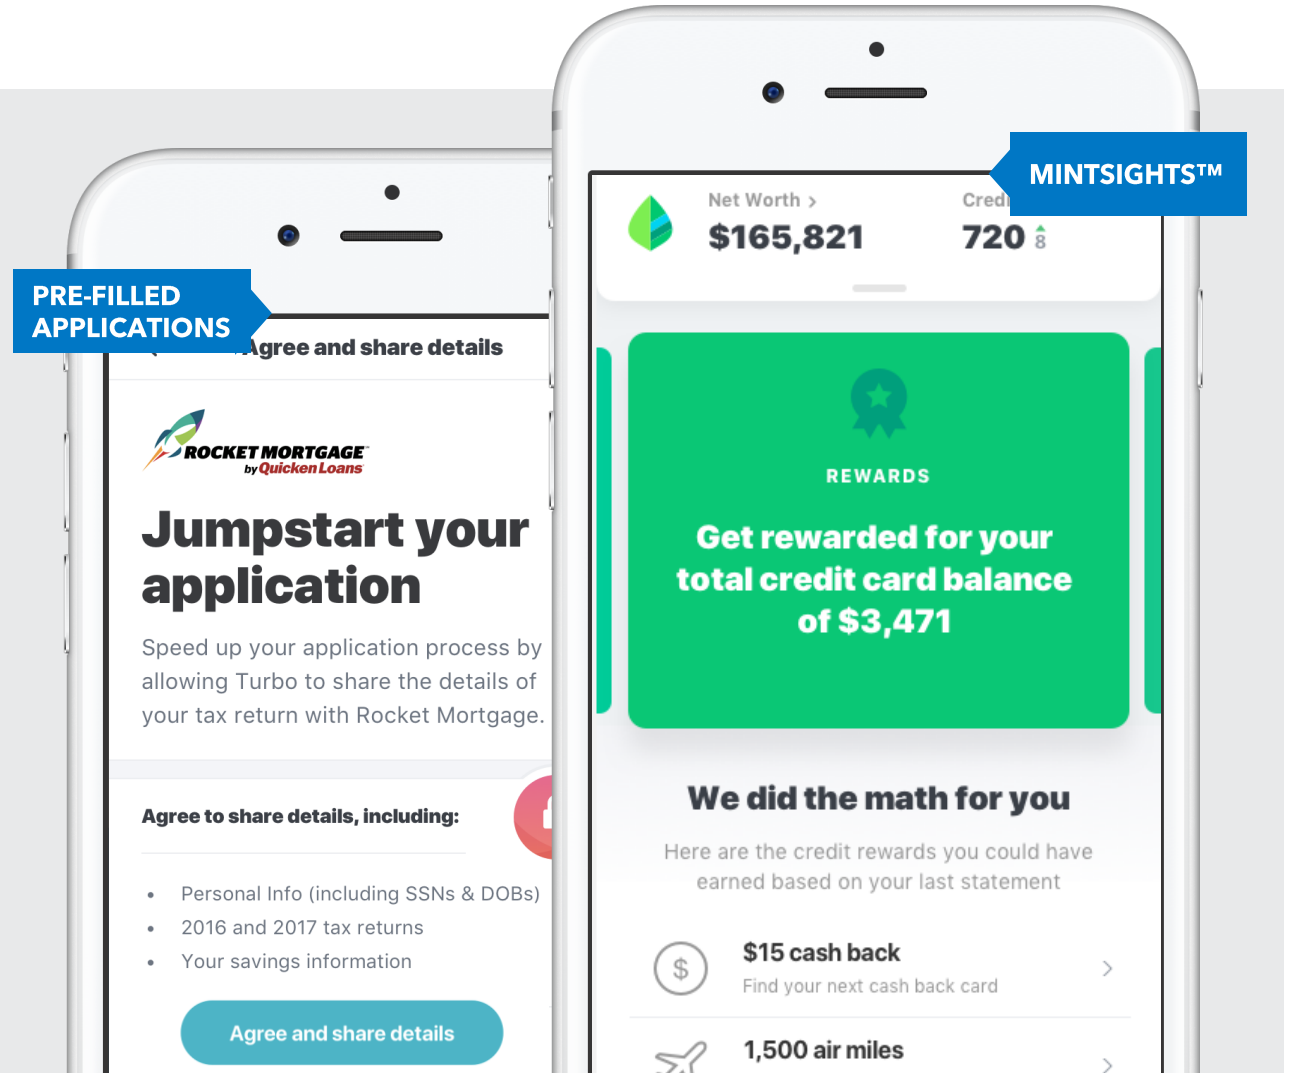 PRE-FILLED
APPLICATIONS
Agree and share details
ROCKET MORTGAGE™
by Quicken Loans
Jumpstart your
application
Speed up your application process by
allowing Turbo to share the details of
your tax return with Rocket Mortgage.
Agree to share details, including:
• Personal Info (including SSNs & DOBs)
• 2016 and 2017 tax returns
• Your savings information
Agree and share details
MINTSIGHTS™
Net Worth >
Credi
$165,821
720 8
REWARDS
Get rewarded for your
total credit card balance
of $3,471
We did the math for you
Here are the credit rewards you could have
earned based on your last statement
$
$15 cash back
Find your next cash back card
1,500 air miles